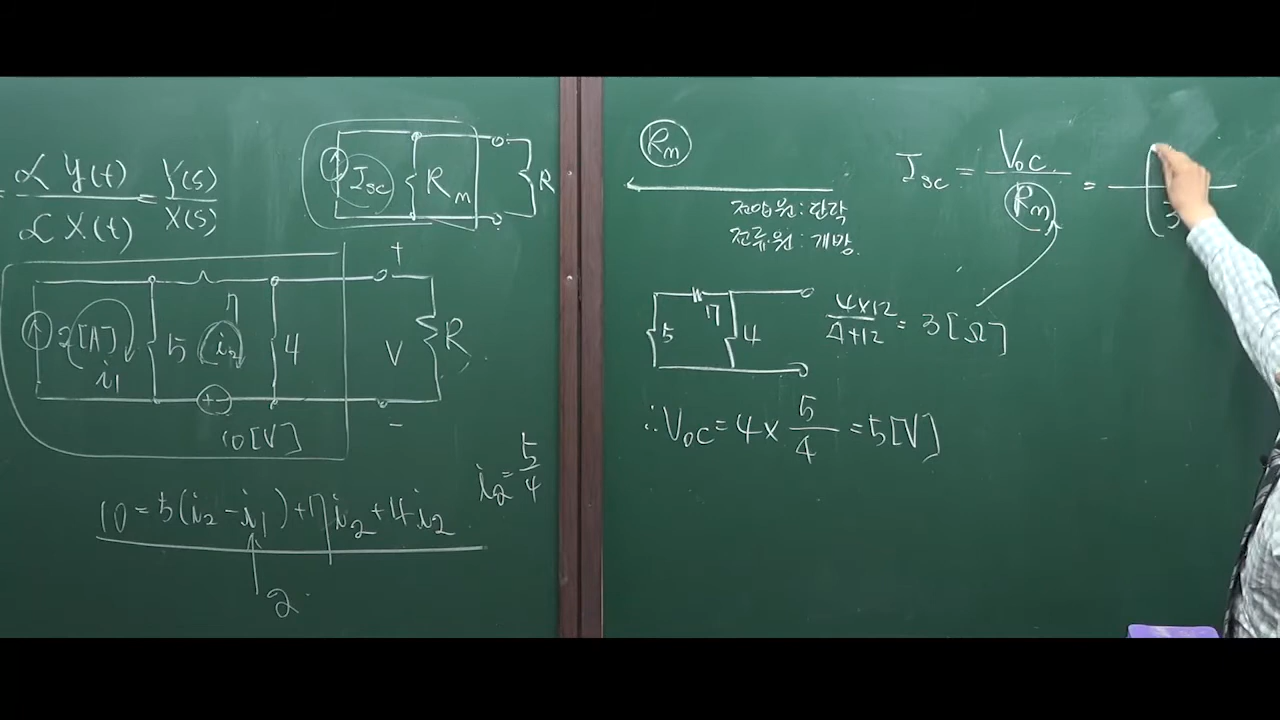 = ℒ Y(t) / ℒ X(t) = Y(s) / X(s)
Isc Rm R
2[A] i1 5 7 i2 4 + V - R
+-
10[V]
i2 = 5/4
10 = 5(i2 - i1) + 7i2 + 4i2
2
Rm
전압원 : 단락
전류원 : 개방
Isc = Voc / Rm =
3
5 7 4
4×12 / 4+12 = 3[Ω]
∴ Voc = 4 × 5/4 = 5[V]